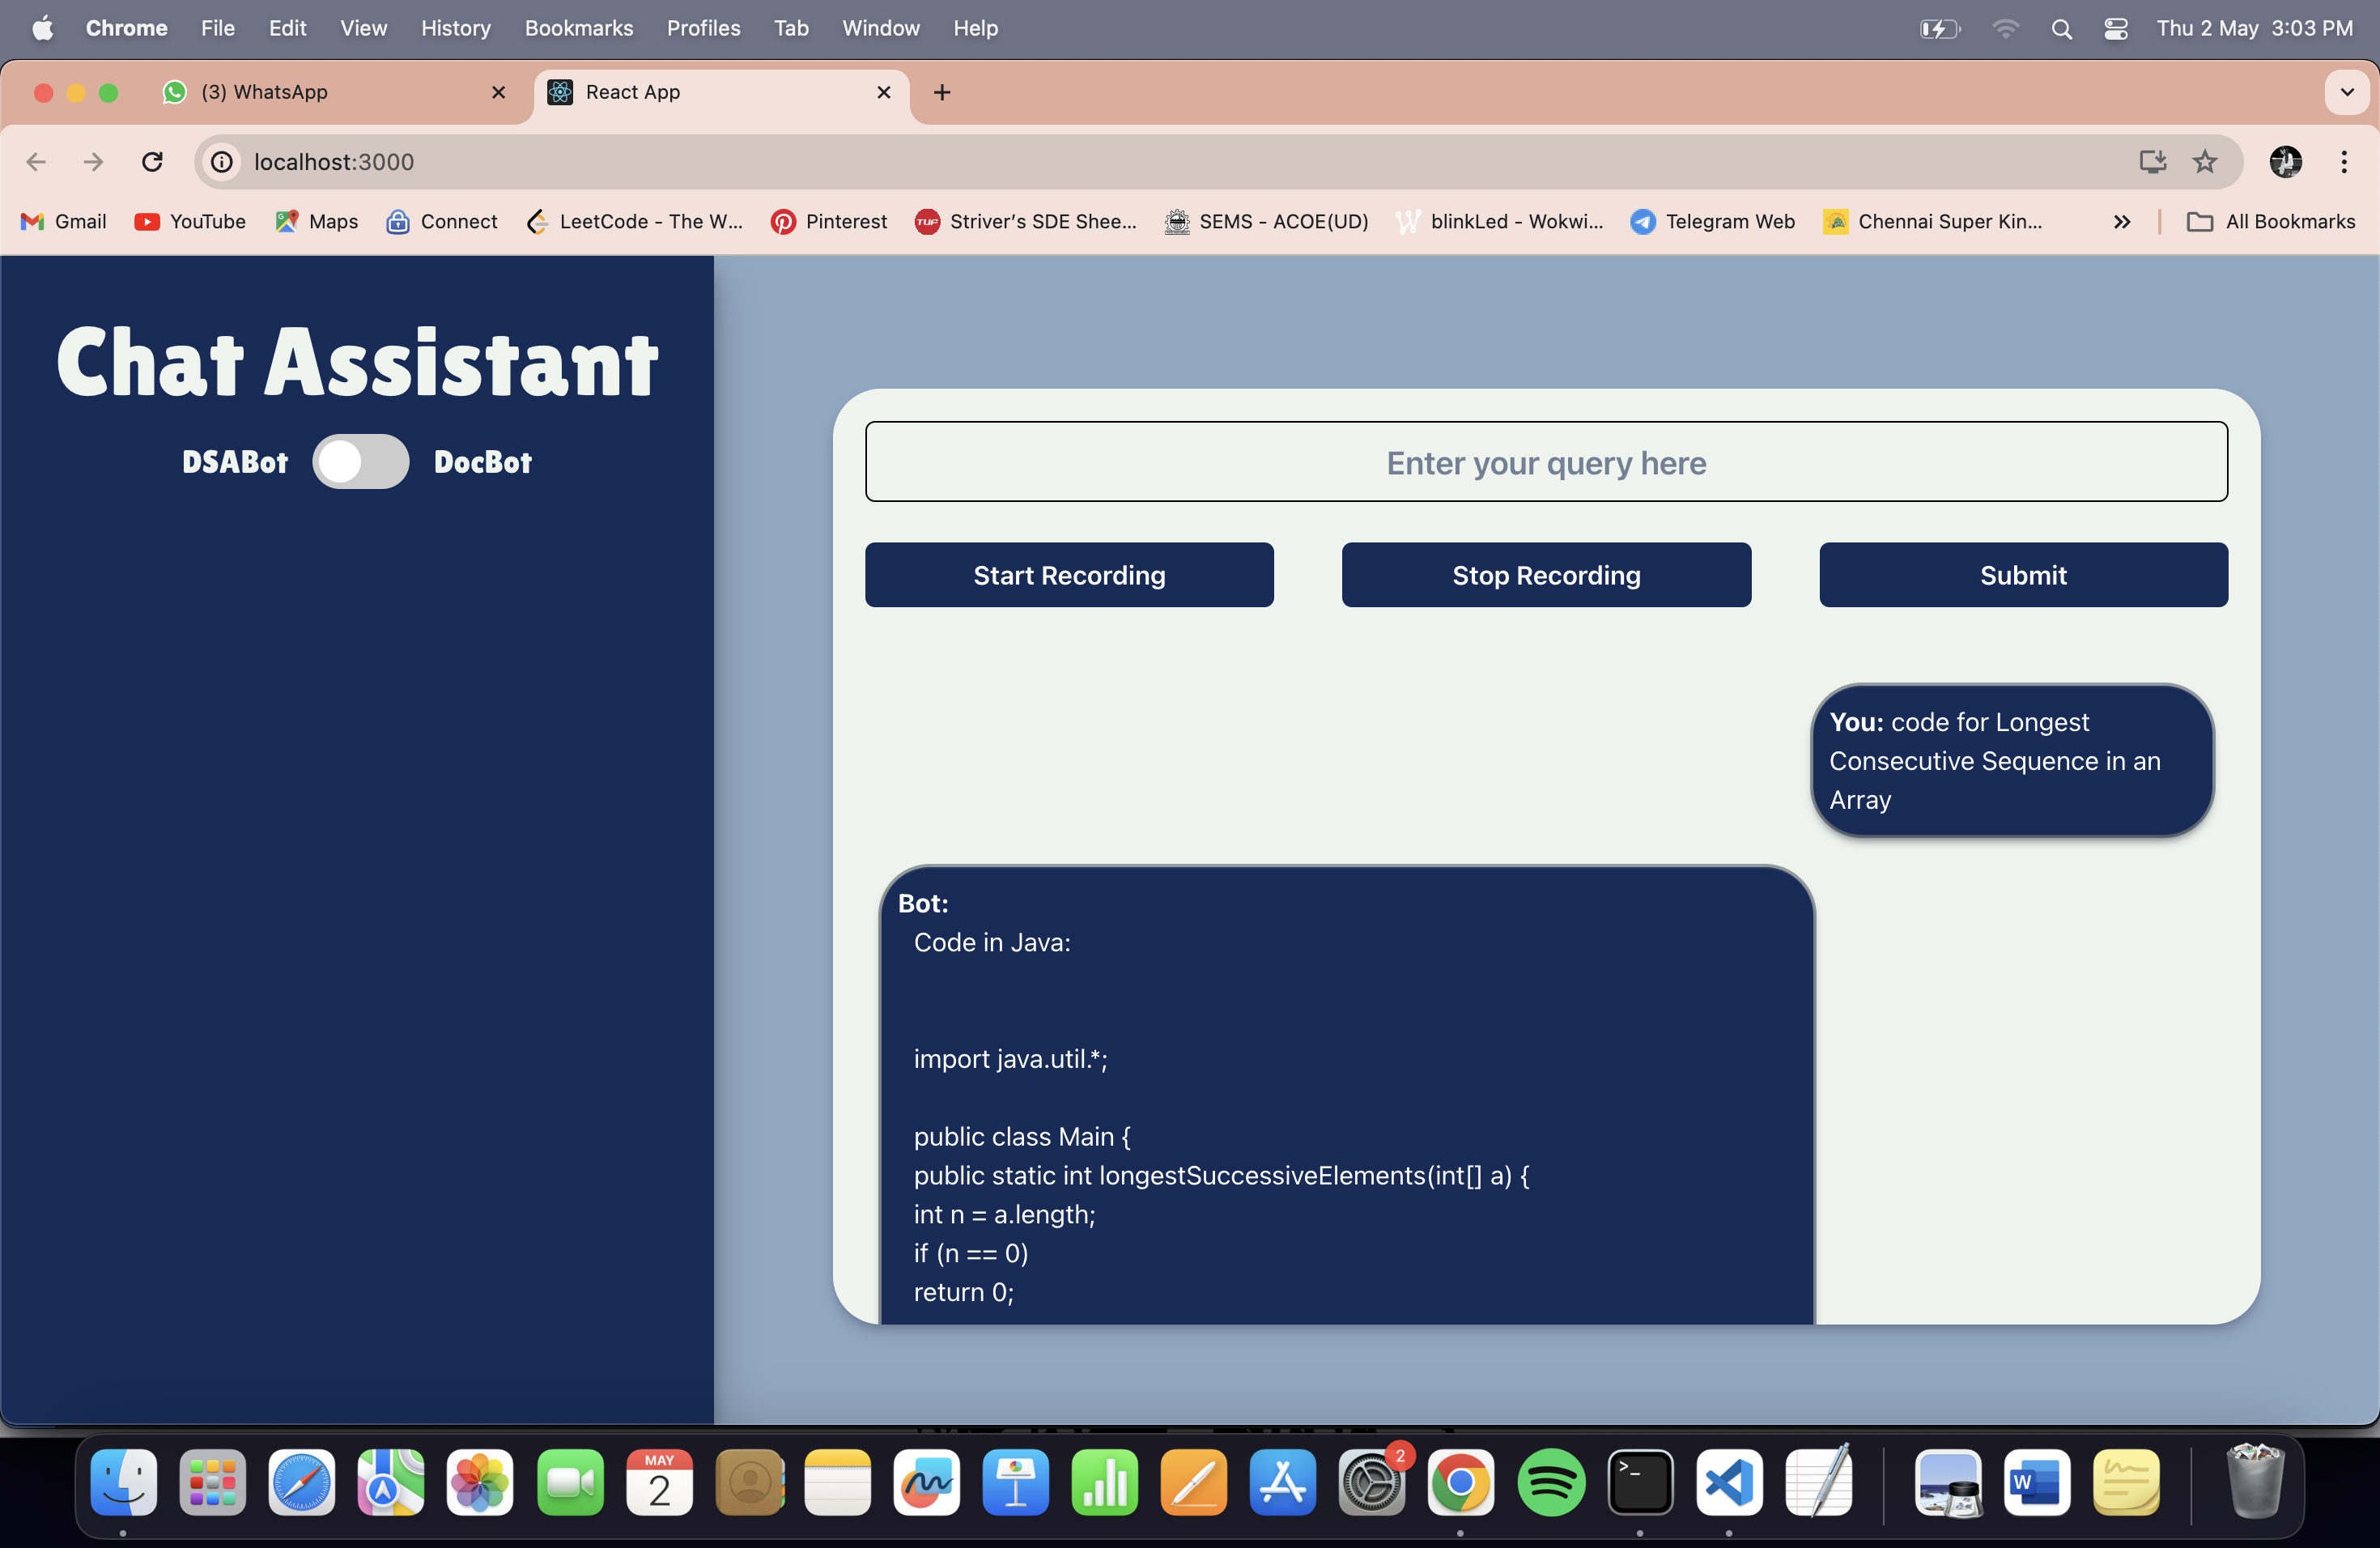 Chrome File Edit View History Bookmarks Profiles Tab Window Help Thu 2 May 3:03 PM
(3) WhatsApp React App
localhost:3000
Gmail YouTube Maps Connect LeetCode - The W... Pinterest TUF Striver's SDE Shee... SEMS - ACOE(UD) blinkLed - Wokwi... Telegram Web Chennai Super Kin... All Bookmarks
Chat Assistant
DSABot DocBot
Enter your query here
Start Recording Stop Recording Submit
You: code for Longest
Consecutive Sequence in an
Array
Bot:
Code in Java:
import java.util.*;
public class Main {
public static int longestSuccessiveElements(int[] a) {
int n = a.length;
if (n == 0)
return 0;
MAY
2
2
>_
W